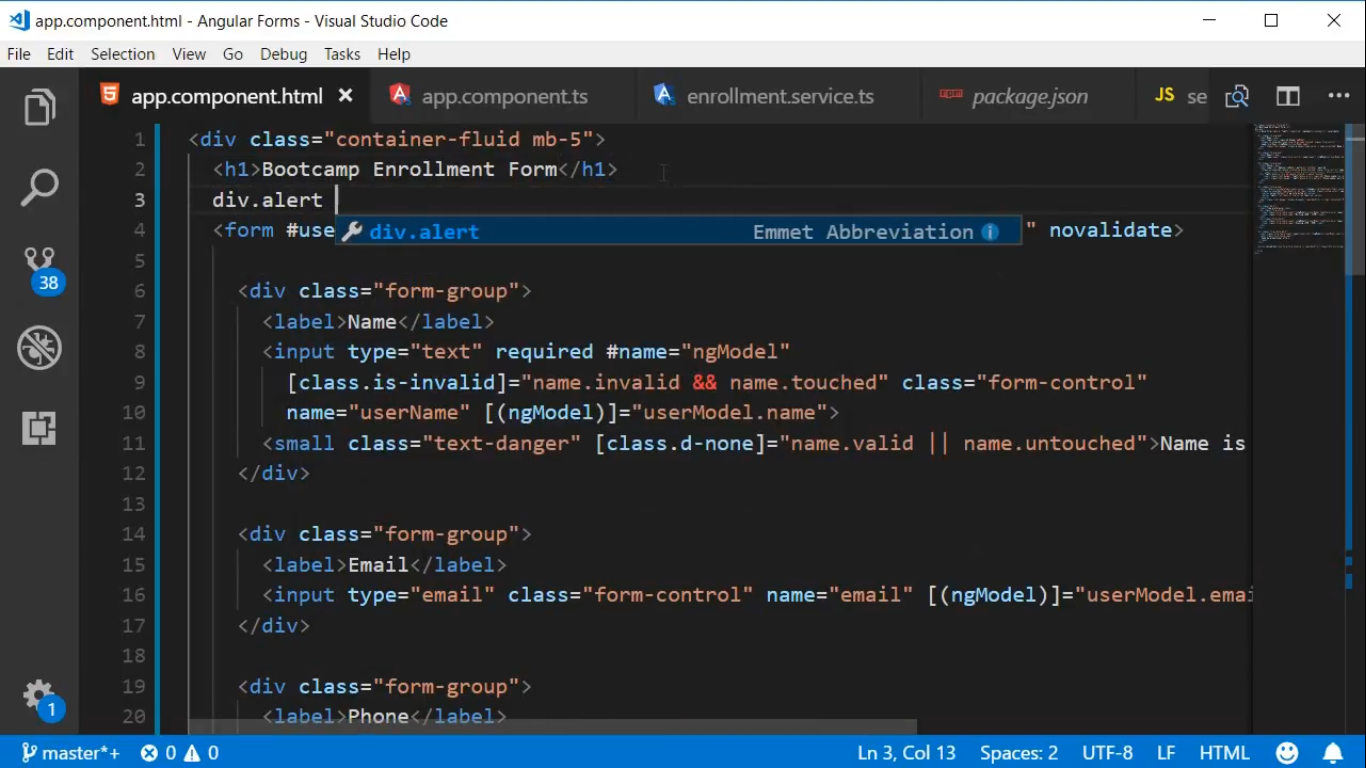 app.component.html - Angular Forms - Visual Studio Code
File Edit Selection View Go Debug Tasks Help
app.component.html app.component.ts enrollment.service.ts package.json JS se
1 <div class="container-fluid mb-5">
2 <h1>Bootcamp Enrollment Form</h1>
3 div.alert
div.alert Emmet Abbreviation
4 <form #use " novalidate>
5
6 <div class="form-group">
7 <label>Name</label>
8 <input type="text" required #name="ngModel"
9 [class.is-invalid]="name.invalid && name.touched" class="form-control"
10 name="userName" [(ngModel)]="userModel.name">
11 <small class="text-danger" [class.d-none]="name.valid || name.untouched">Name is
12 </div>
13
14 <div class="form-group">
15 <label>Email</label>
16 <input type="email" class="form-control" name="email" [(ngModel)]="userModel.emai
17 </div>
18
19 <div class="form-group">
20 <label>Phone</label>
38
1
master*+ 0 0 Ln 3, Col 13 Spaces: 2 UTF-8 LF HTML